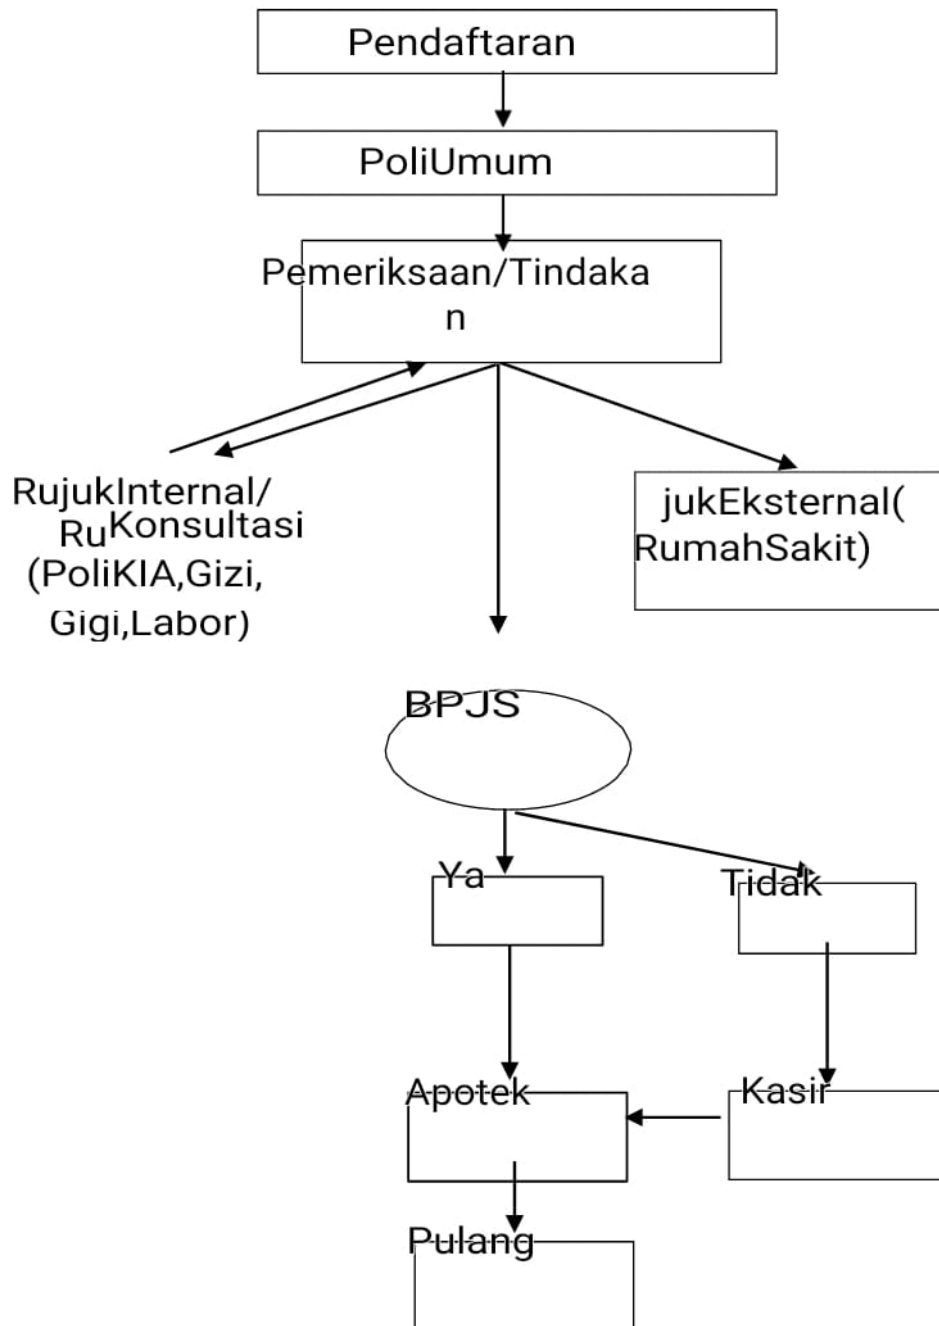 Pendaftaran
PoliUmum
Pemeriksaan/Tindaka
n
RujukInternal/
RuKonsultasi
(PoliKIA,Gizi,
Gigi,Labor)
jukEksternal(
RumahSakit)
BPJS
Ya
Tidak
Apotek
Kasir
Pulang